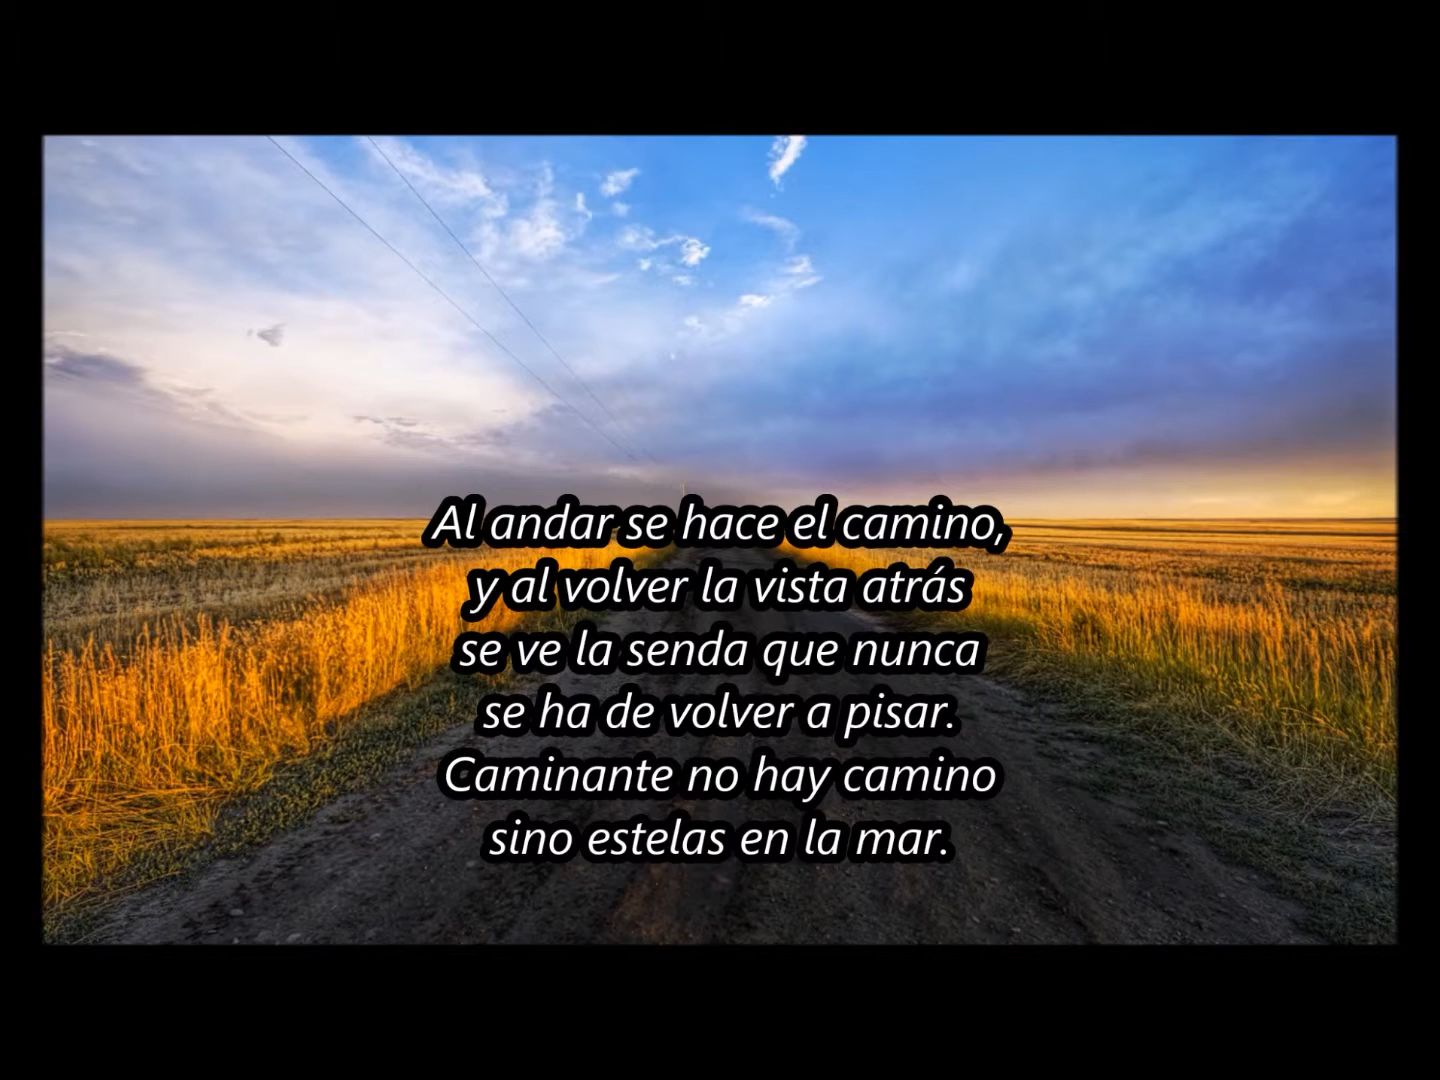 Al andar se hace el camino,
y al volver la vista atrás
se ve la senda que nunca
se ha de volver a pisar.
Caminante no hay camino
sino estelas en la mar.